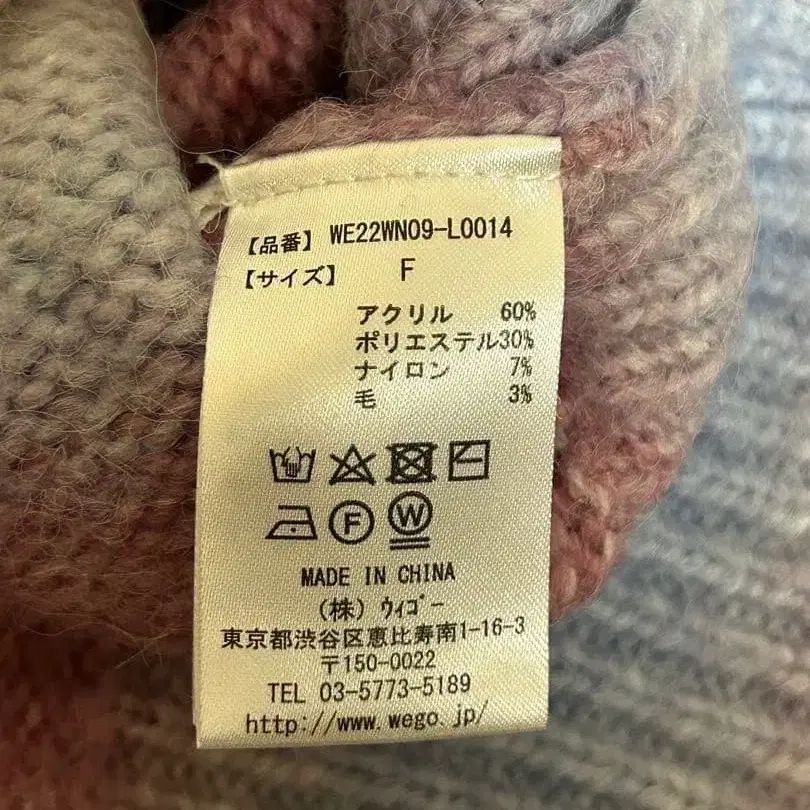 【品番】 WE22WN09-L0014
【サイズ】 F
アクリル 60%
ポリエステル30%
ナイロン 7%
毛 3%
F W
MADE IN CHINA
（株）ｳｨｺﾞｰ
東京都渋谷区恵比寿南1-16-3
〒150-0022
TEL 03-5773-5189
http://www.wego.jp/